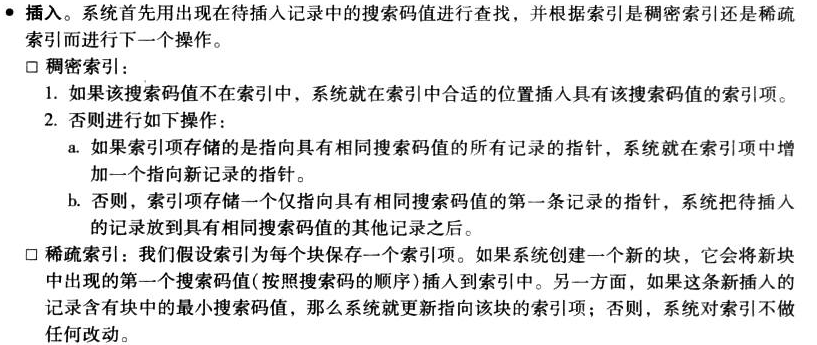 ● 插入。系统首先用出现在待插入记录中的搜索码值进行查找，并根据索引是稠密索引还是稀疏
索引而进行下一个操作。
□ 稠密索引：
1. 如果该搜索码值不在索引中，系统就在索引中合适的位置插入具有该搜索码值的索引项。
2. 否则进行如下操作：
a. 如果索引项存储的是指向具有相同搜索码值的所有记录的指针，系统就在索引项中增
加一个指向新记录的指针。
b. 否则，索引项存储一个仅指向具有相同搜索码值的第一条记录的指针，系统把待插入
的记录放到具有相同搜索码值的其他记录之后。
□ 稀疏索引：我们假设索引为每个块保存一个索引项。如果系统创建一个新的块，它会将新块
中出现的第一个搜索码值(按照搜索码的顺序)插入到索引中。另一方面，如果这条新插入的
记录含有块中的最小搜索码值，那么系统就更新指向该块的索引项；否则，系统对索引不做
任何改动。